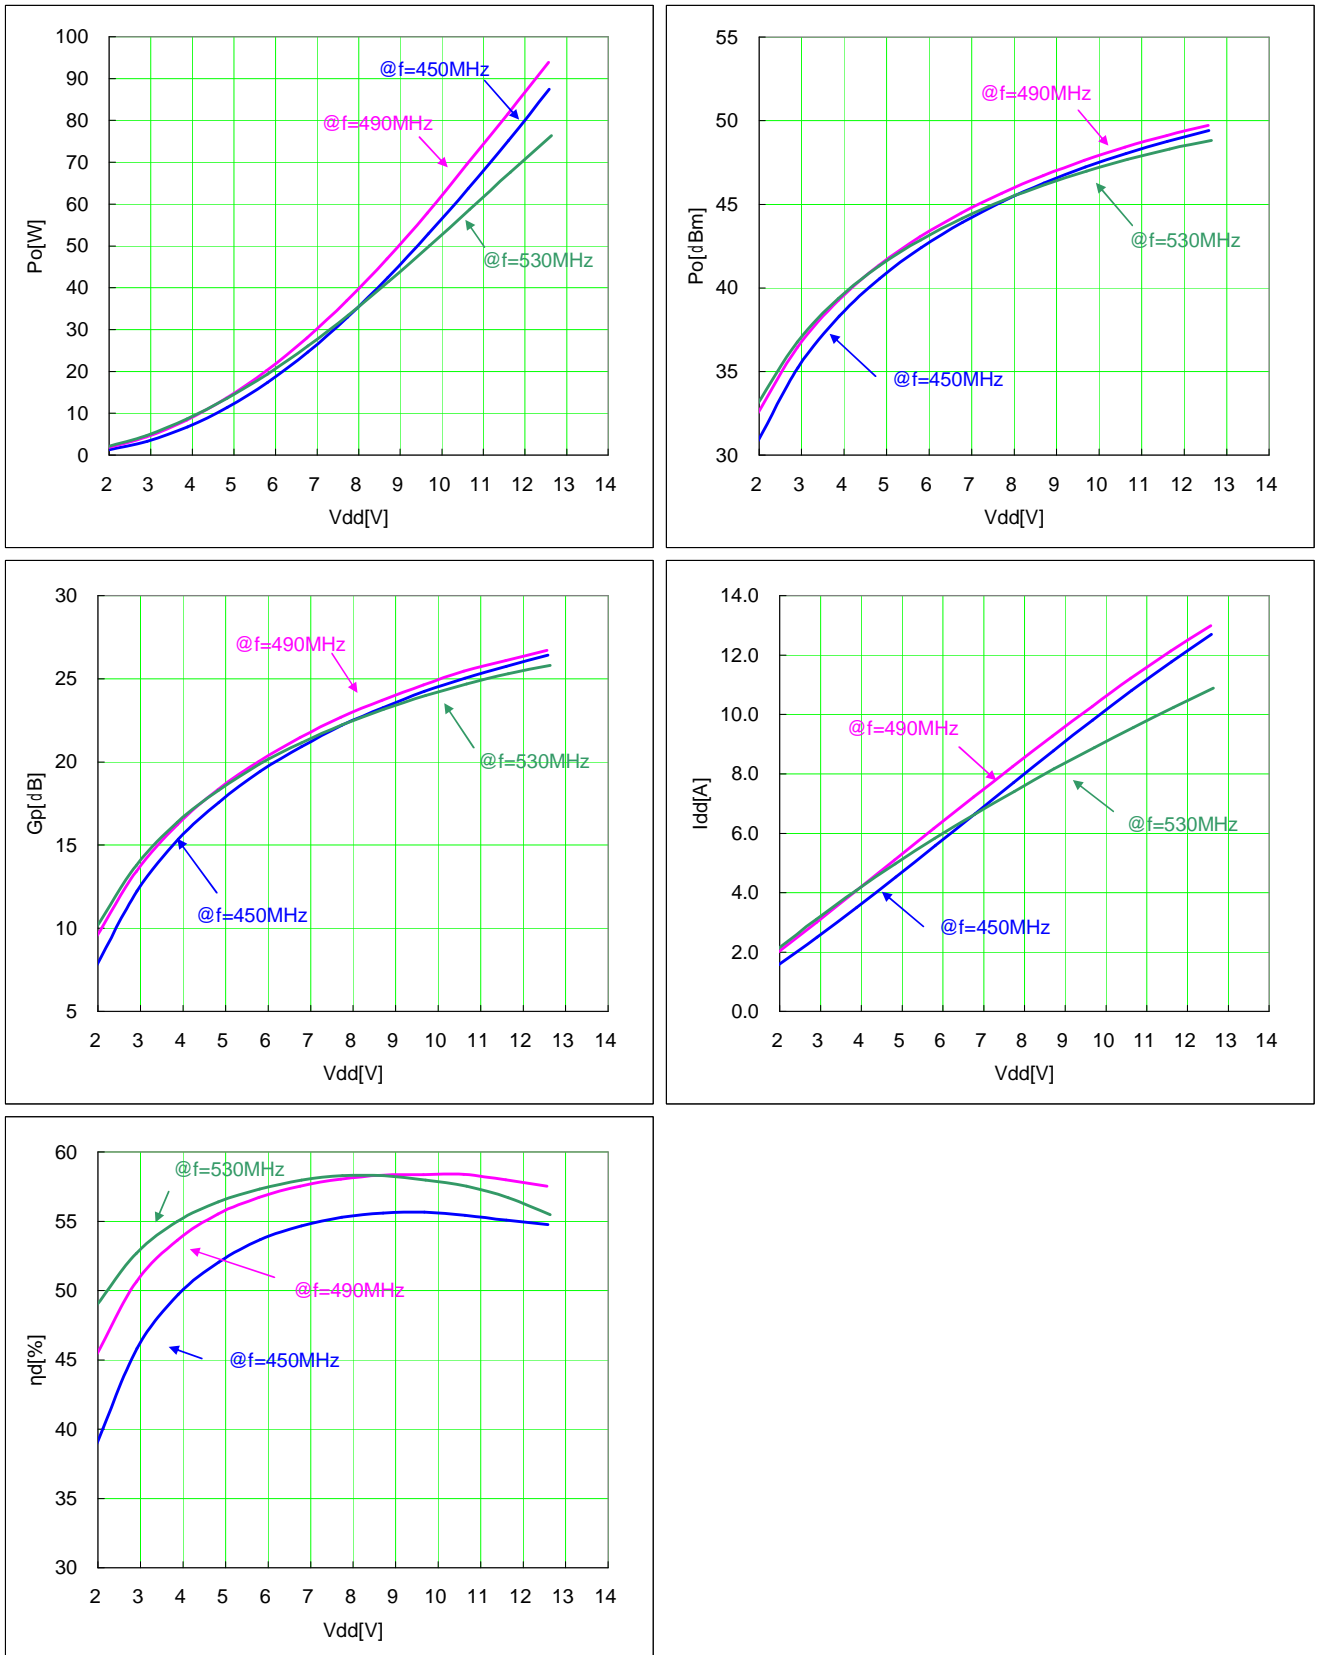 100
90
80
70
60
50
40
30
20
10
0
Po[W]
@f=450MHz
@f=490MHz
@f=530MHz
2 3 4 5 6 7 8 9 10 11 12 13 14
Vdd[V]
55
50
45
40
35
30
Po[dBm]
@f=490MHz
@f=530MHz
@f=450MHz
2 3 4 5 6 7 8 9 10 11 12 13 14
Vdd[V]
30
25
20
15
10
5
Gp[dB]
@f=490MHz
@f=530MHz
@f=450MHz
2 3 4 5 6 7 8 9 10 11 12 13 14
Vdd[V]
14.0
12.0
10.0
8.0
6.0
4.0
2.0
0.0
Idd[A]
@f=490MHz
@f=530MHz
@f=450MHz
2 3 4 5 6 7 8 9 10 11 12 13 14
Vdd[V]
60
55
50
45
40
35
30
ηd[%]
@f=530MHz
@f=490MHz
@f=450MHz
2 3 4 5 6 7 8 9 10 11 12 13 14
Vdd[V]